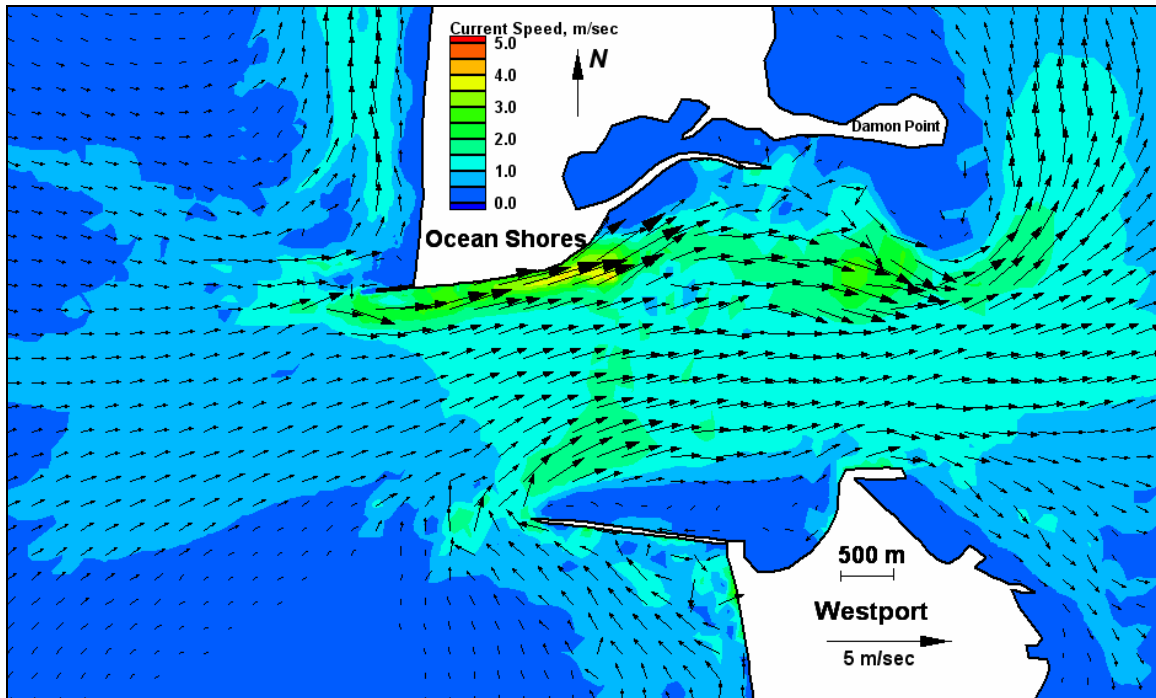 Current Speed, m/sec
5.0
4.0
3.0
2.0
1.0
0.0
N
Damon Point
Ocean Shores
500 m
Westport
5 m/sec